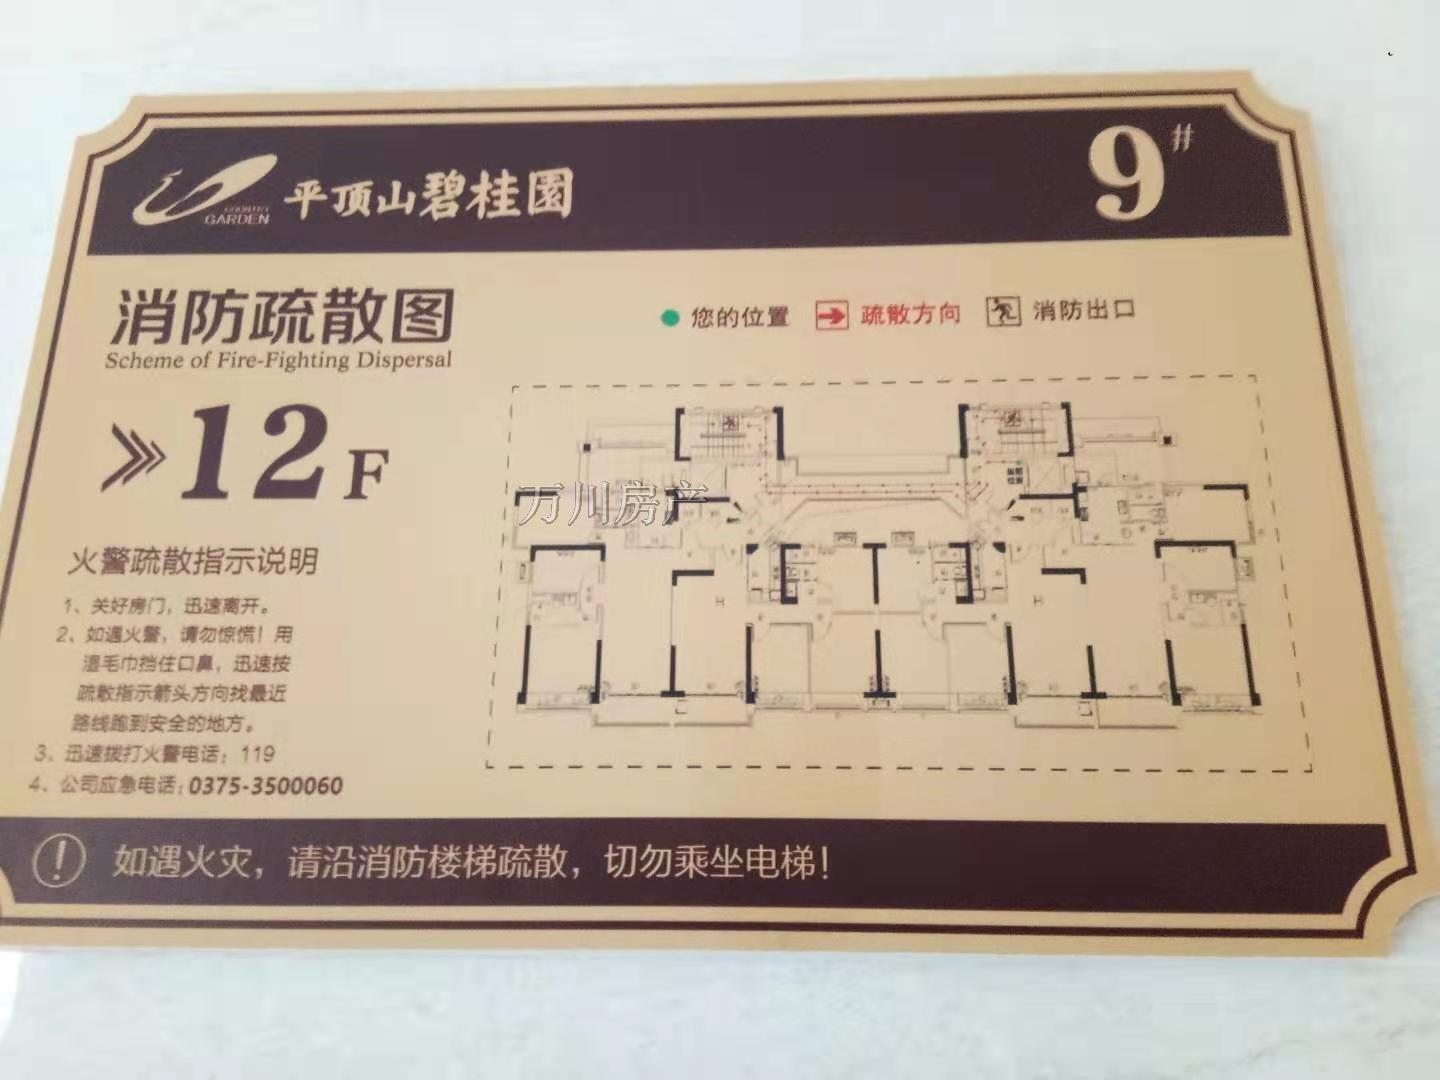 COUNTRY
GARDEN
平顶山碧桂園
9#
消防疏散图
Scheme of Fire-Fighting Dispersal
您的位置
疏散方向
消防出口
12F
万川房产
火警疏散指示说明
1、关好房门，迅速离开。
2、如遇火警，请勿惊慌！用
湿毛巾挡住口鼻，迅速按
疏散指示箭头方向找最近
路线跑到安全的地方。
3、迅速拨打火警电话：119
4、公司应急电话：0375-3500060
如遇火灾，请沿消防楼梯疏散，切勿乘坐电梯！